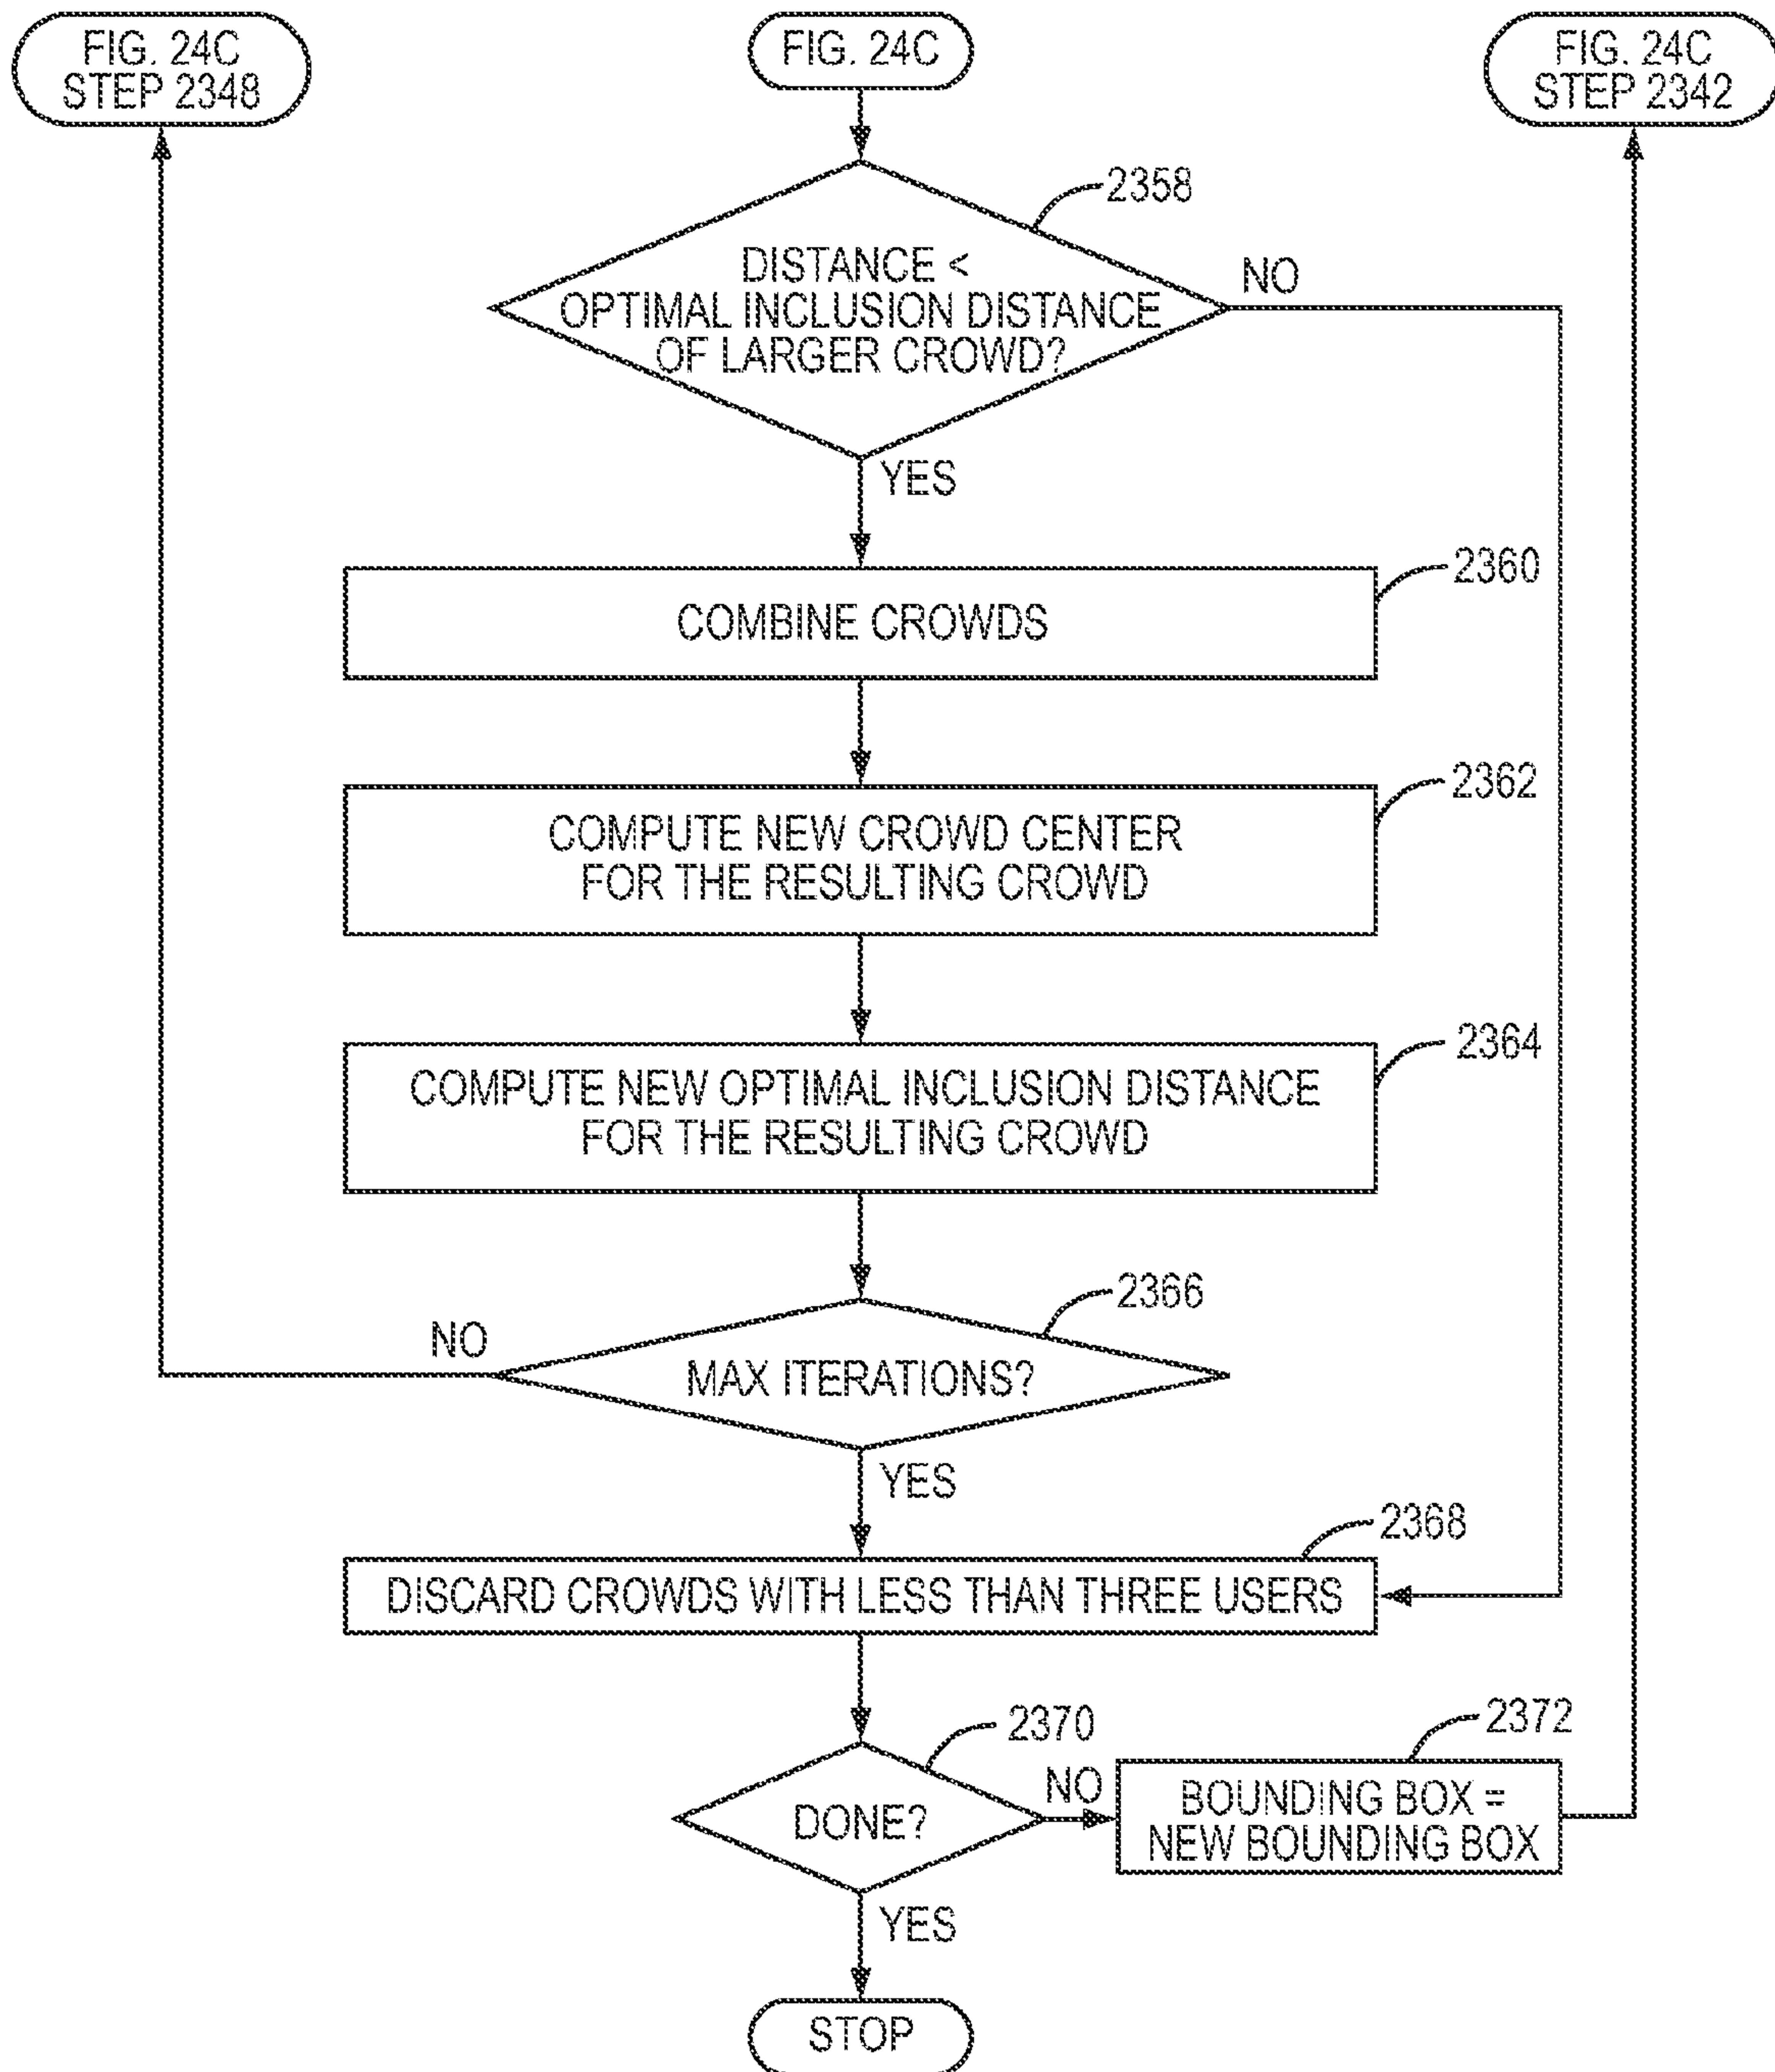 FIG. 24C
STEP 2348
FIG. 24C
FIG. 24C
STEP 2342
2358
DISTANCE <
OPTIMAL INCLUSION DISTANCE
OF LARGER CROWD?
NO
YES
2360
COMBINE CROWDS
2362
COMPUTE NEW CROWD CENTER
FOR THE RESULTING CROWD
2364
COMPUTE NEW OPTIMAL INCLUSION DISTANCE
FOR THE RESULTING CROWD
2366
NO
MAX ITERATIONS?
YES
2368
DISCARD CROWDS WITH LESS THAN THREE USERS
2370
2372
DONE?
NO
BOUNDING BOX =
NEW BOUNDING BOX
YES
STOP